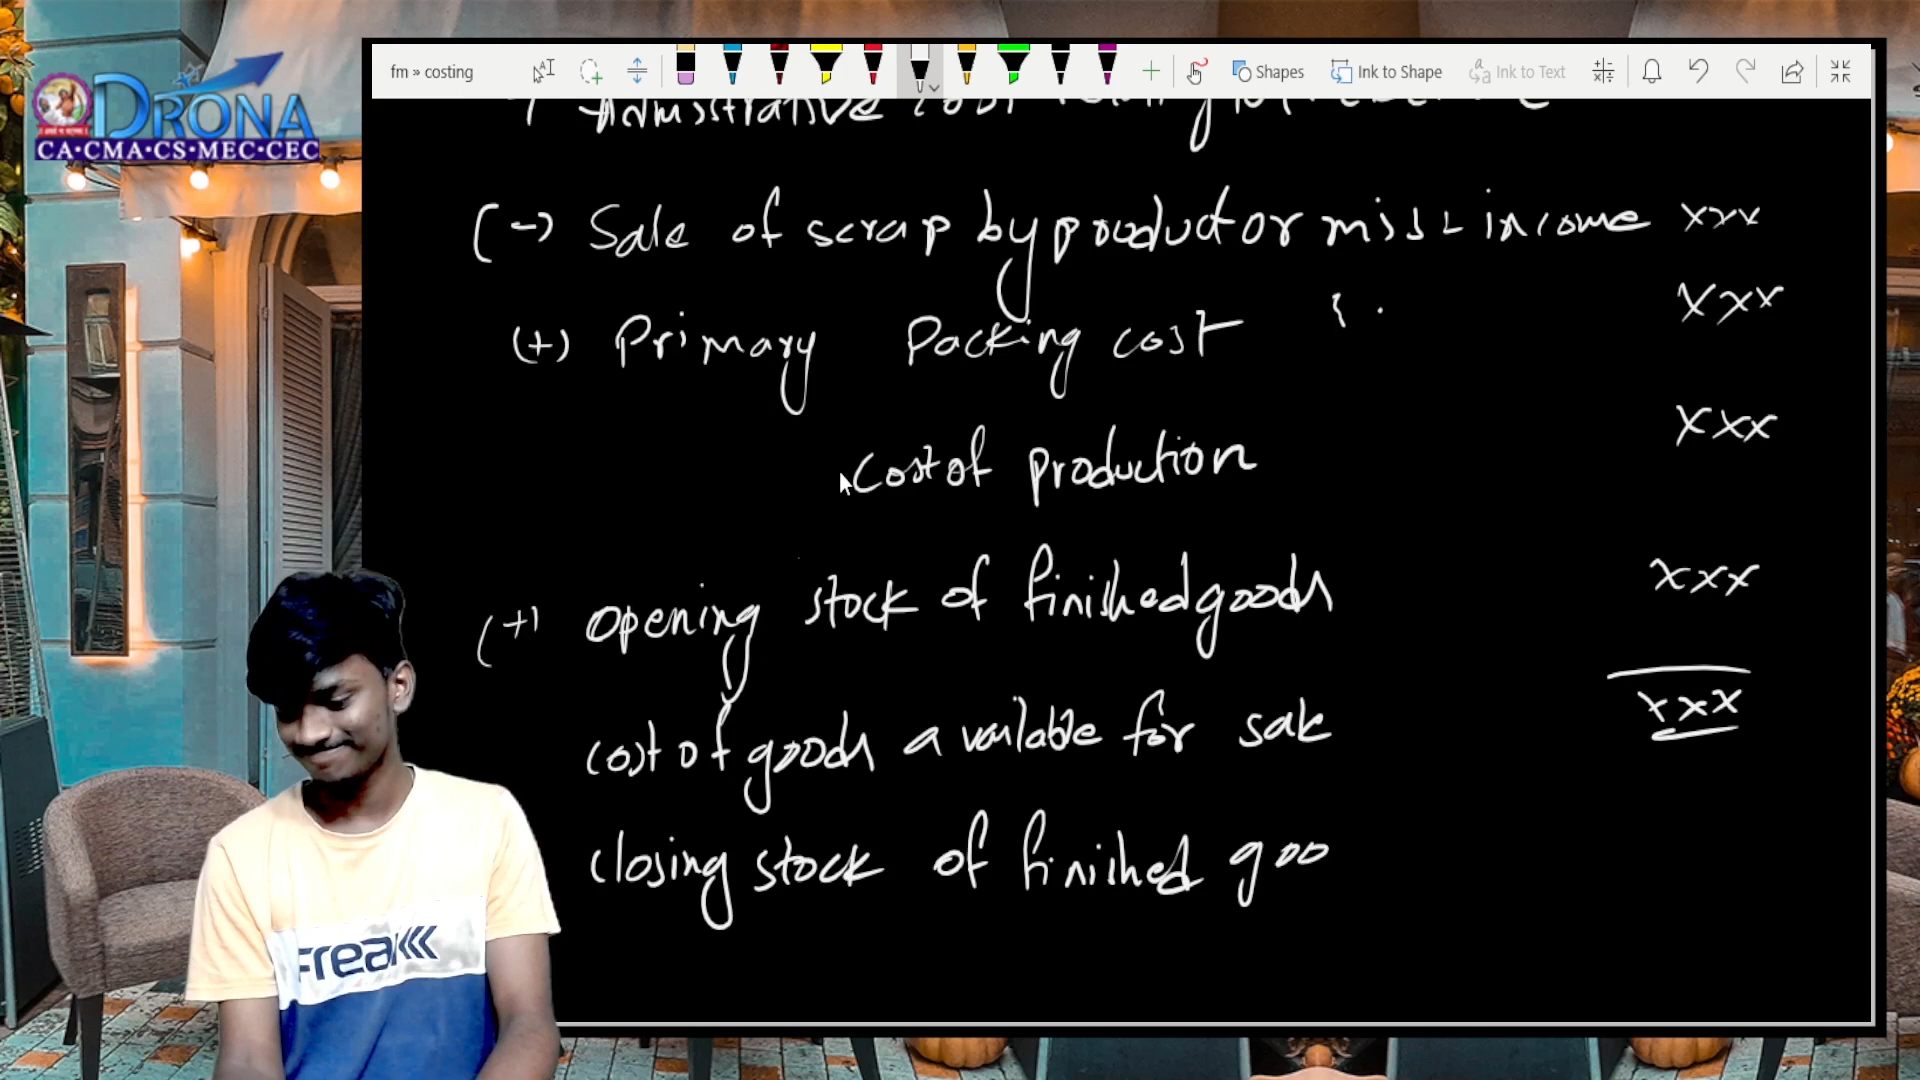 DRONA
CA•CMA•CS•MEC•CEC
fm » costing
Shapes
Ink to Shape
Ink to Text
(-) Sale of scrap by product or miss - income xxx
(+) Primary Packing cost xxx
cost of production xxx
(+) opening stock of finished goods xxx
cost of goods available for sale xxx
closing stock of finished goo
Freak